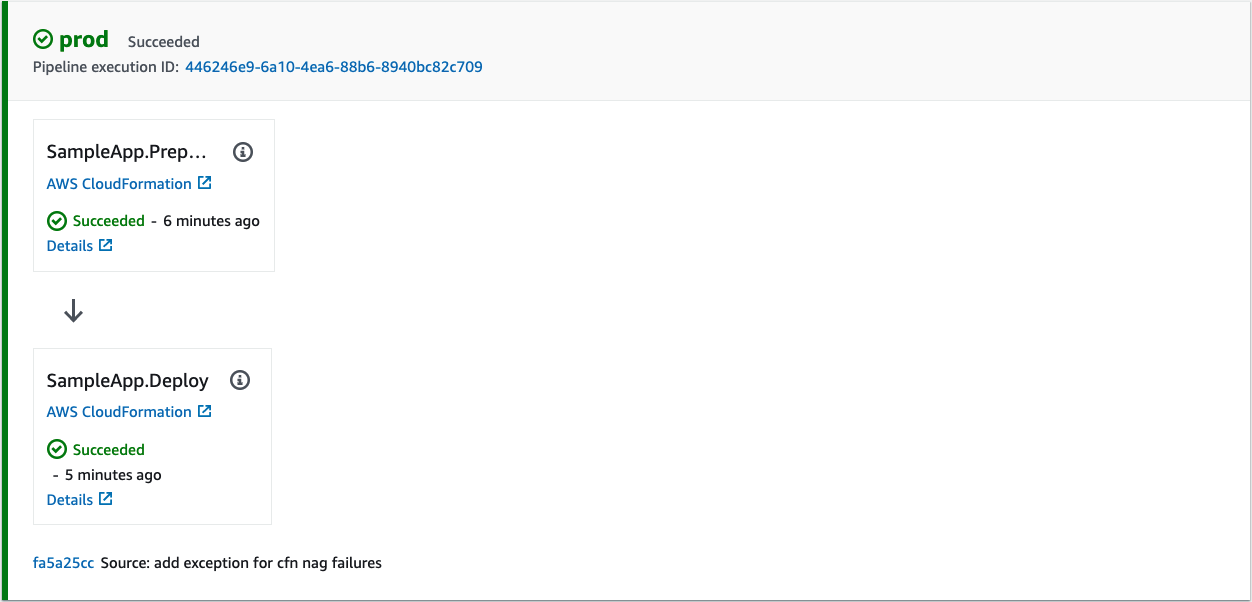 prod Succeeded
Pipeline execution ID: 446246e9-6a10-4ea6-88b6-8940bc82c709
SampleApp.Prep...
AWS CloudFormation
Succeeded - 6 minutes ago
Details
SampleApp.Deploy
AWS CloudFormation
Succeeded
- 5 minutes ago
Details
fa5a25cc Source: add exception for cfn nag failures